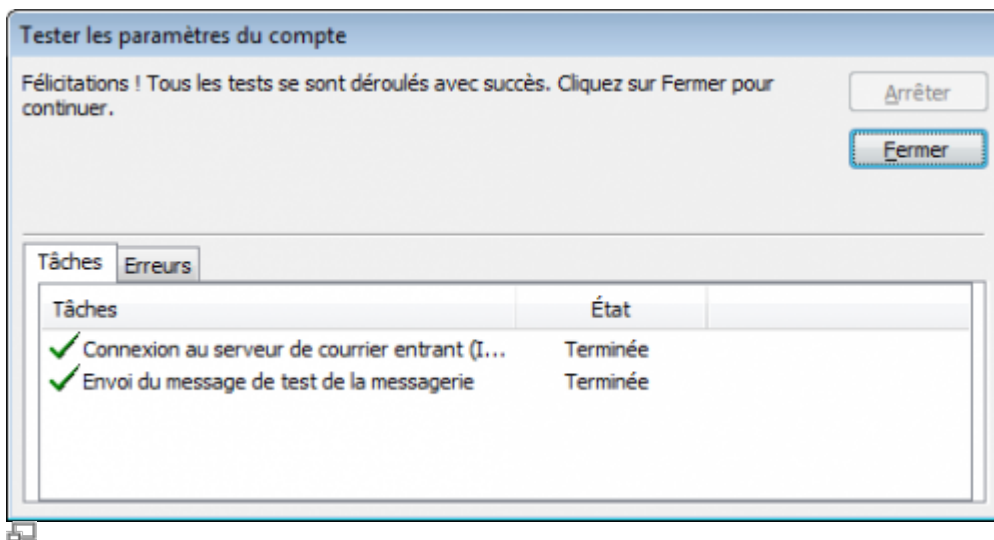 Tester les paramètres du compte
Félicitations ! Tous les tests se sont déroulés avec succès. Cliquez sur Fermer pour
continuer.
Arrêter
Fermer
Tâches Erreurs
Tâches État
Connexion au serveur de courrier entrant (I... Terminée
Envoi du message de test de la messagerie Terminée